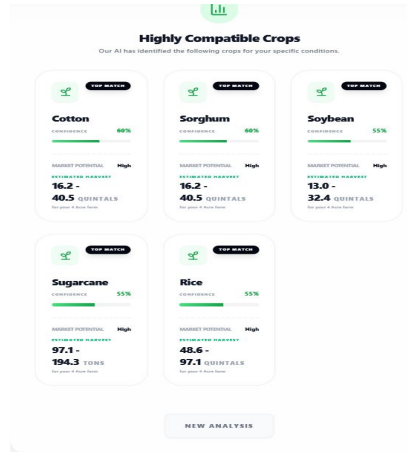 Highly Compatible Crops
Our AI has identified the following crops for your specific conditions.
TOP MATCH
Cotton
CONFIDENCE 60%
MARKET POTENTIAL High
ESTIMATED HARVEST
16.2 -
40.5 QUINTALS
for your 4 Acre farm
TOP MATCH
Sorghum
CONFIDENCE 60%
MARKET POTENTIAL High
ESTIMATED HARVEST
16.2 -
40.5 QUINTALS
for your 4 Acre farm
TOP MATCH
Soybean
CONFIDENCE 55%
MARKET POTENTIAL High
ESTIMATED HARVEST
13.0 -
32.4 QUINTALS
for your 4 Acre farm
TOP MATCH
Sugarcane
CONFIDENCE 55%
MARKET POTENTIAL High
ESTIMATED HARVEST
97.1 -
194.3 TONS
for your 4 Acre farm
TOP MATCH
Rice
CONFIDENCE 55%
MARKET POTENTIAL High
ESTIMATED HARVEST
48.6 -
97.1 QUINTALS
for your 4 Acre farm
NEW ANALYSIS